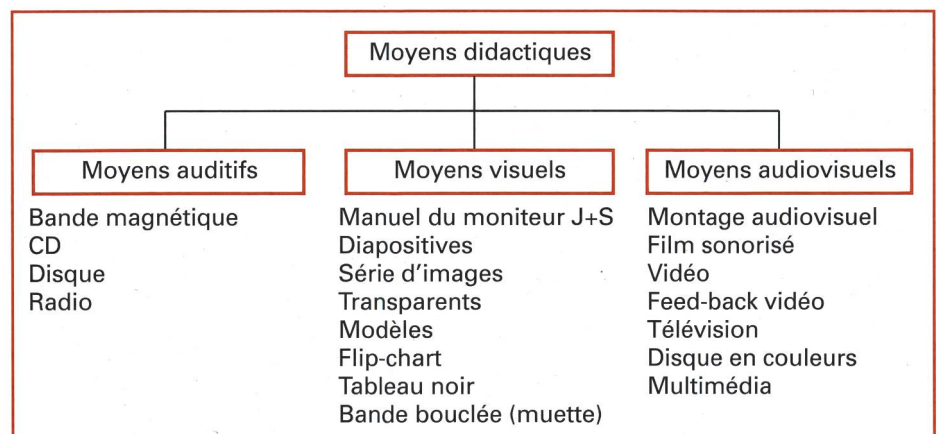 Moyens didactiques
Moyens auditifs
Bande magnétique
CD
Disque
Radio
Moyens visuels
Manuel du moniteur J+S
Diapositives
Série d'images
Transparents
Modèles
Flip-chart
Tableau noir
Bande bouclée (muette)
Moyens audiovisuels
Montage audiovisuel
Film sonorisé
Vidéo
Feed-back vidéo
Télévision
Disque en couleurs
Multimédia